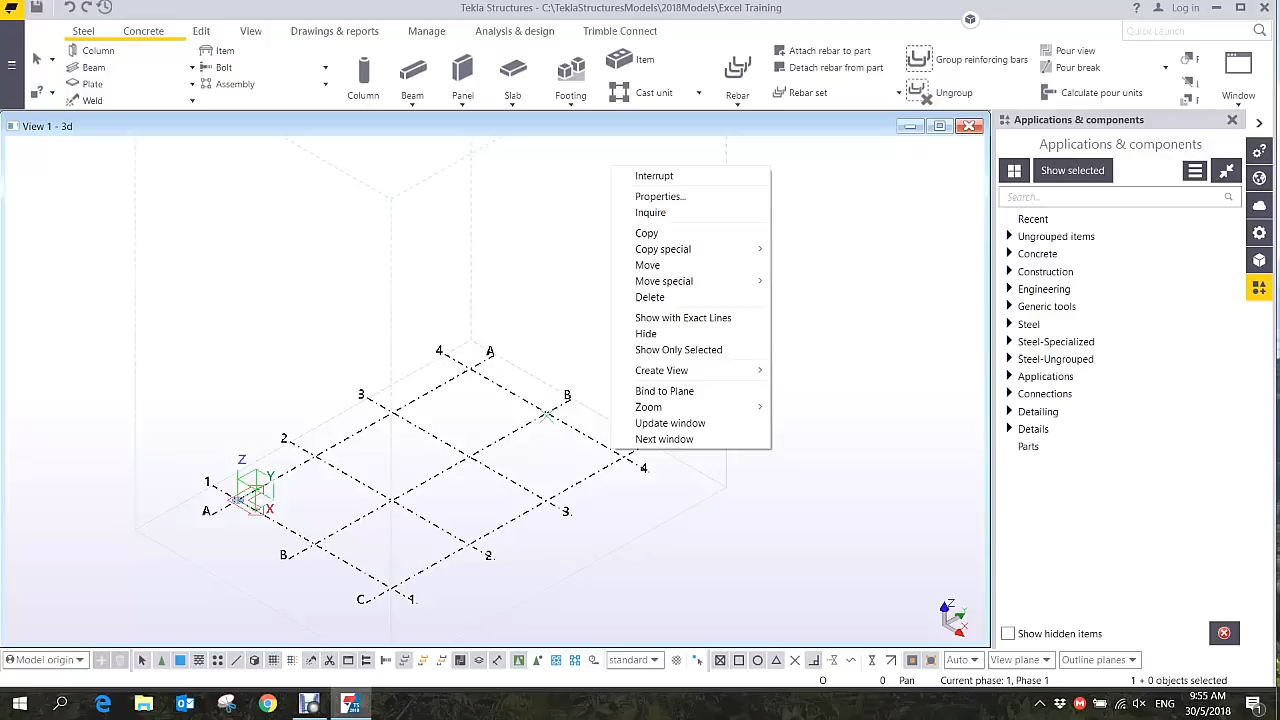 Tekla Structures - C:\TeklaStructuresModels\2018Models\Excel Training
Log in
Steel Concrete Edit View Drawings & reports Manage Analysis & design Trimble Connect
Quick Launch
Column
Beam
Plate
Weld
Item
Bolt
Assembly
Column
Beam
Panel
Slab
Footing
Item
Cast unit
Rebar
Attach rebar to part
Detach rebar from part
Rebar set
Group reinforcing bars
Ungroup
Pour view
Pour break
Calculate pour units
Window
View 1 - 3d
Applications & components
Applications & components
Show selected
Search...
Recent
Ungrouped items
Concrete
Construction
Engineering
Generic tools
Steel
Steel-Specialized
Steel-Ungrouped
Applications
Connections
Detailing
Details
Parts
Show hidden items
Interrupt
Properties...
Inquire
Copy
Copy special
Move
Move special
Delete
Show with Exact Lines
Hide
Show Only Selected
Create View
Bind to Plane
Zoom
Update window
Next window
4 A
3 B
2
Z
1 Y
A X
4
3
B 2
C 1
Z
Y
X
Model origin
standard
Auto
View plane
Outline planes
O 0 Pan Current phase: 1, Phase 1 1 + 0 objects selected
ENG
9:55 AM
30/5/2018